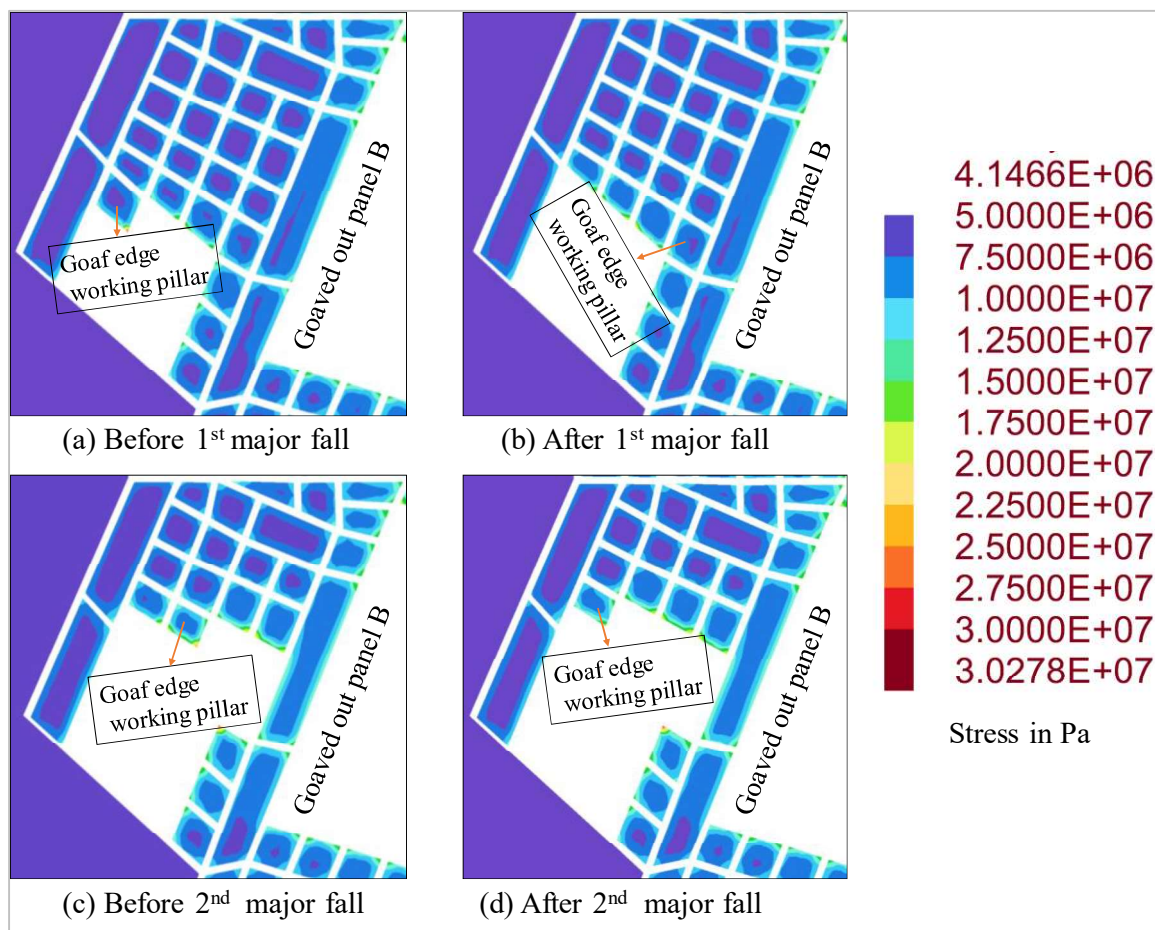 Goaf edge
working pillar
Goaved out panel B
(a) Before 1st major fall
Goaf edge
working pillar
Goaved out panel B
(b) After 1st major fall
Goaf edge
working pillar
Goaved out panel B
(c) Before 2nd major fall
Goaf edge
working pillar
Goaved out panel B
(d) After 2nd major fall
4.1466E+06
5.0000E+06
7.5000E+06
1.0000E+07
1.2500E+07
1.5000E+07
1.7500E+07
2.0000E+07
2.2500E+07
2.5000E+07
2.7500E+07
3.0000E+07
3.0278E+07
Stress in Pa